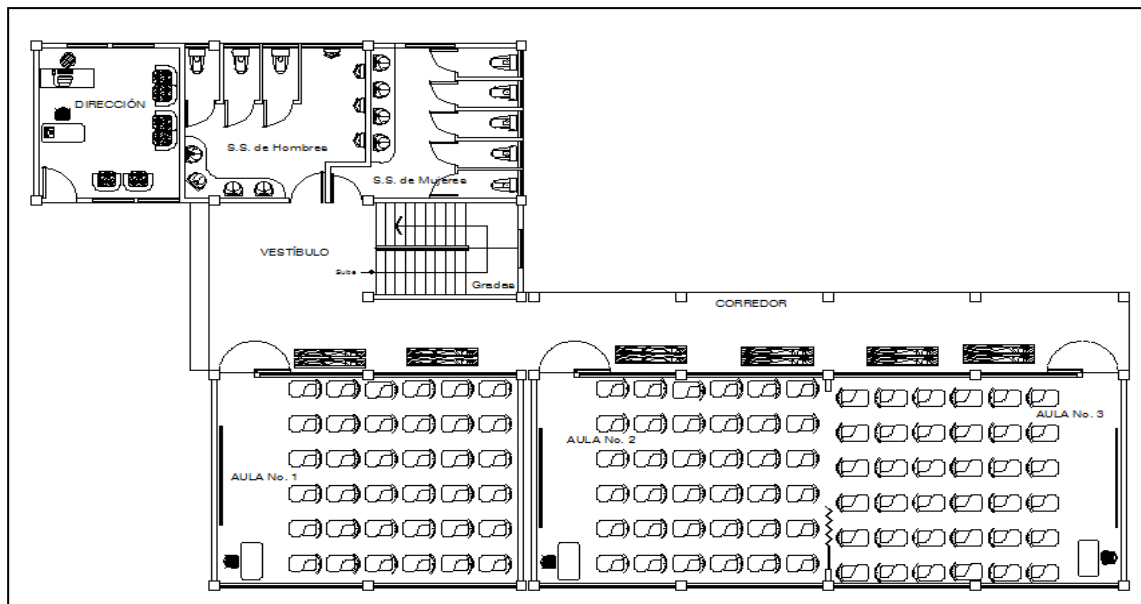 DIRECCIÓN
S.S. de Hombres
S.S. de Mujeres
VESTÍBULO
Sube
Gradas
CORREDOR
AULA No. 3
AULA No. 2
AULA No. 1